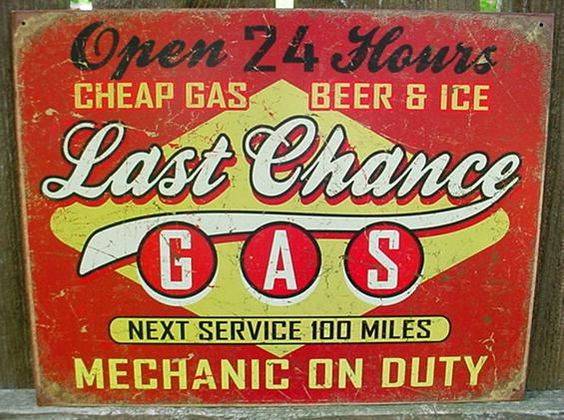 Open 24 Hours
CHEAP GAS BEER & ICE
Last Chance
GAS
NEXT SERVICE 100 MILES
MECHANIC ON DUTY